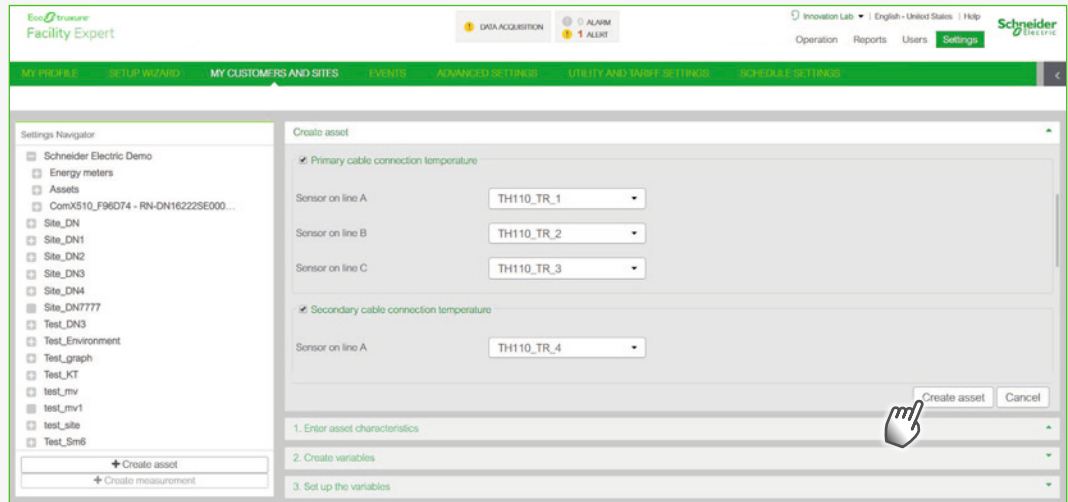 EcoStruxure
Facility Expert
DATA ACQUISITION
0 ALARM
1 ALERT
Innovation Lab | English - United States | Help
Schneider
Electric
Operation Reports Users Settings
MY PROFILE SETUP WIZARD MY CUSTOMERS AND SITES EVENTS ADVANCED SETTINGS UTILITY AND TARIFF SETTINGS SCHEDULE SETTINGS
Settings Navigator
Schneider Electric Demo
Energy meters
Assets
ComX510_F96D74 - RN-DN16222SE000...
Site_DN
Site_DN1
Site_DN2
Site_DN3
Site_DN4
Site_DN7777
Test_DN3
Test_Environment
Test_graph
Test_KT
test_mv
test_mv1
test_site
Test_Sm6
+ Create asset
+ Create measurement
Create asset
Primary cable connection temperature
Sensor on line A TH110_TR_1
Sensor on line B TH110_TR_2
Sensor on line C TH110_TR_3
Secondary cable connection temperature
Sensor on line A TH110_TR_4
Create asset Cancel
1. Enter asset characteristics
2. Create variables
3. Set up the variables